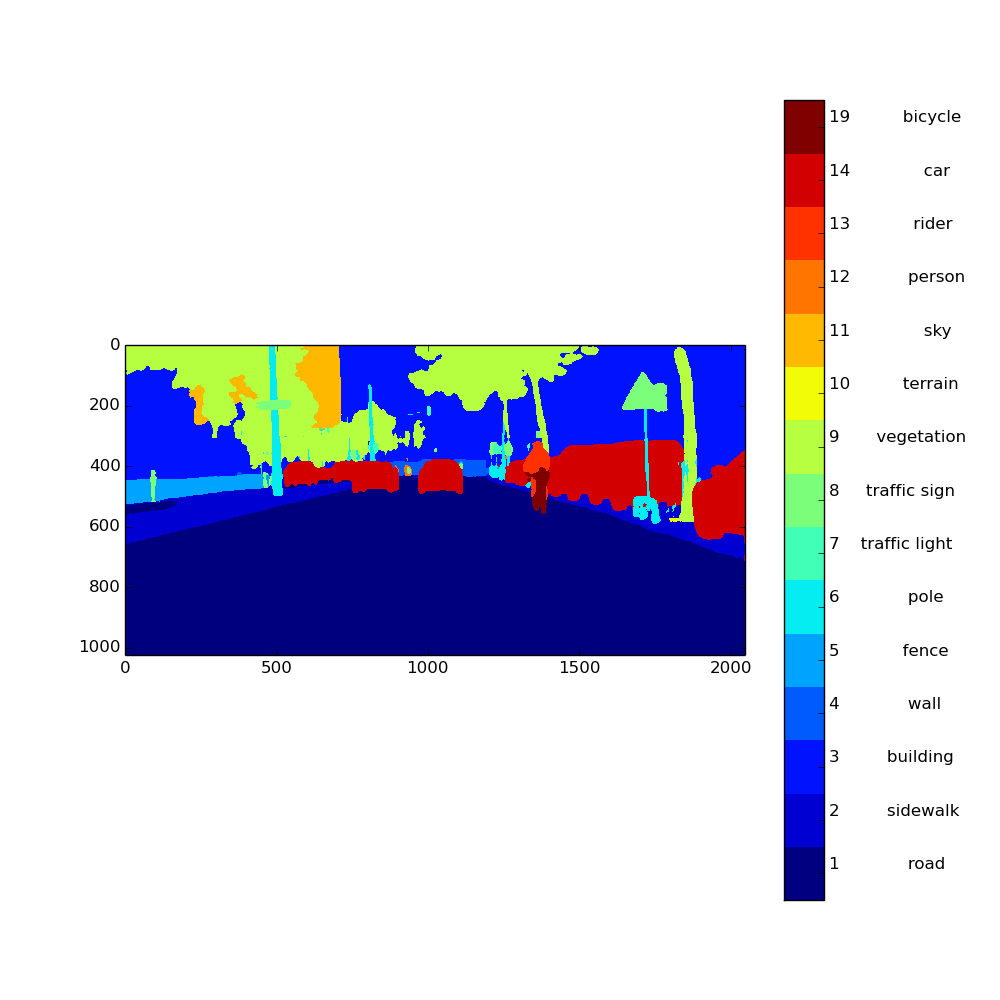 19 bicycle
14 car
13 rider
12 person
11 sky
10 terrain
9 vegetation
8 traffic sign
7 traffic light
6 pole
5 fence
4 wall
3 building
2 sidewalk
1 road
0
200
400
600
800
1000
0 500 1000 1500 2000